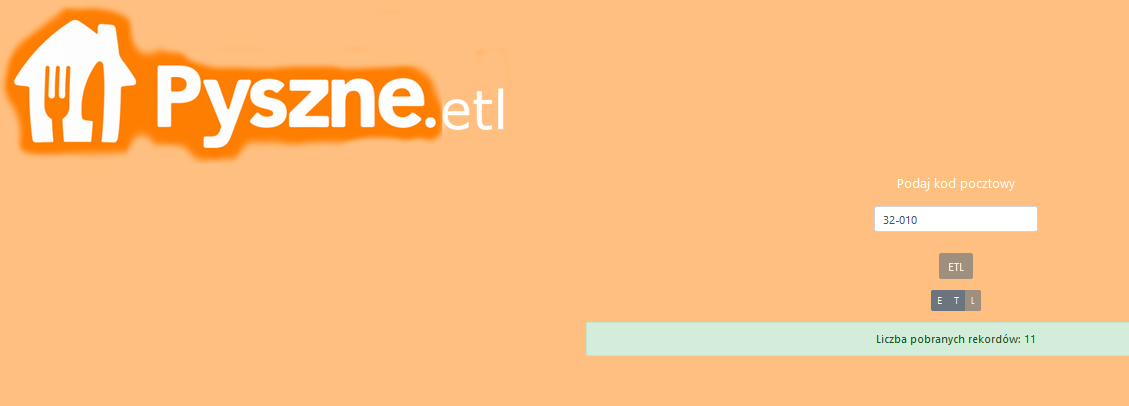 Pyszne.etl
Podaj kod pocztowy
32-010
ETL
E T L
Liczba pobranych rekordów: 11